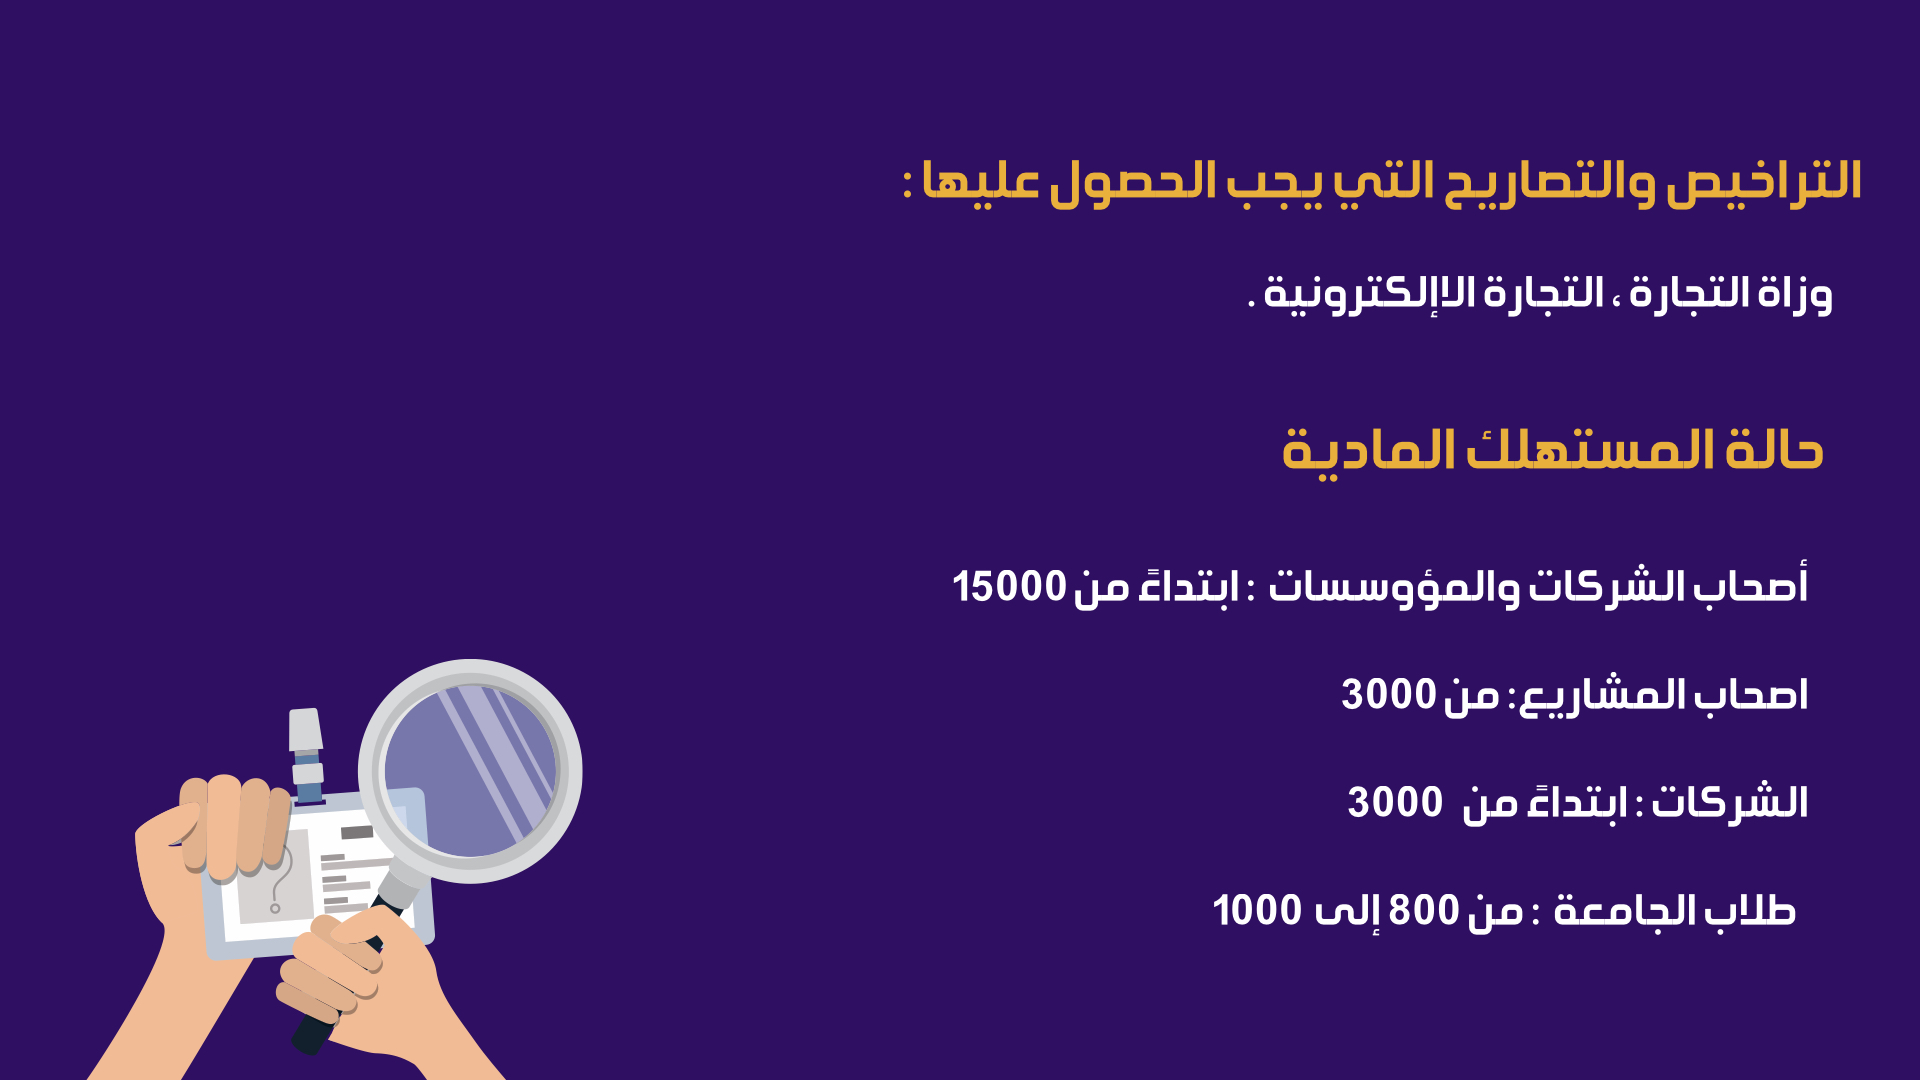 التراخيص والتصاريح التي يجب الحصول عليها :
وزاة التجارة ، التجارة الاإلكترونية .
حالة المستهلك المادية
أصحاب الشركات والمؤوسسات : ابتداءً من 15000
اصحاب المشاريع: من 3000
الشركات : ابتداءً من 3000
طلاب الجامعة : من 800 إلى 1000